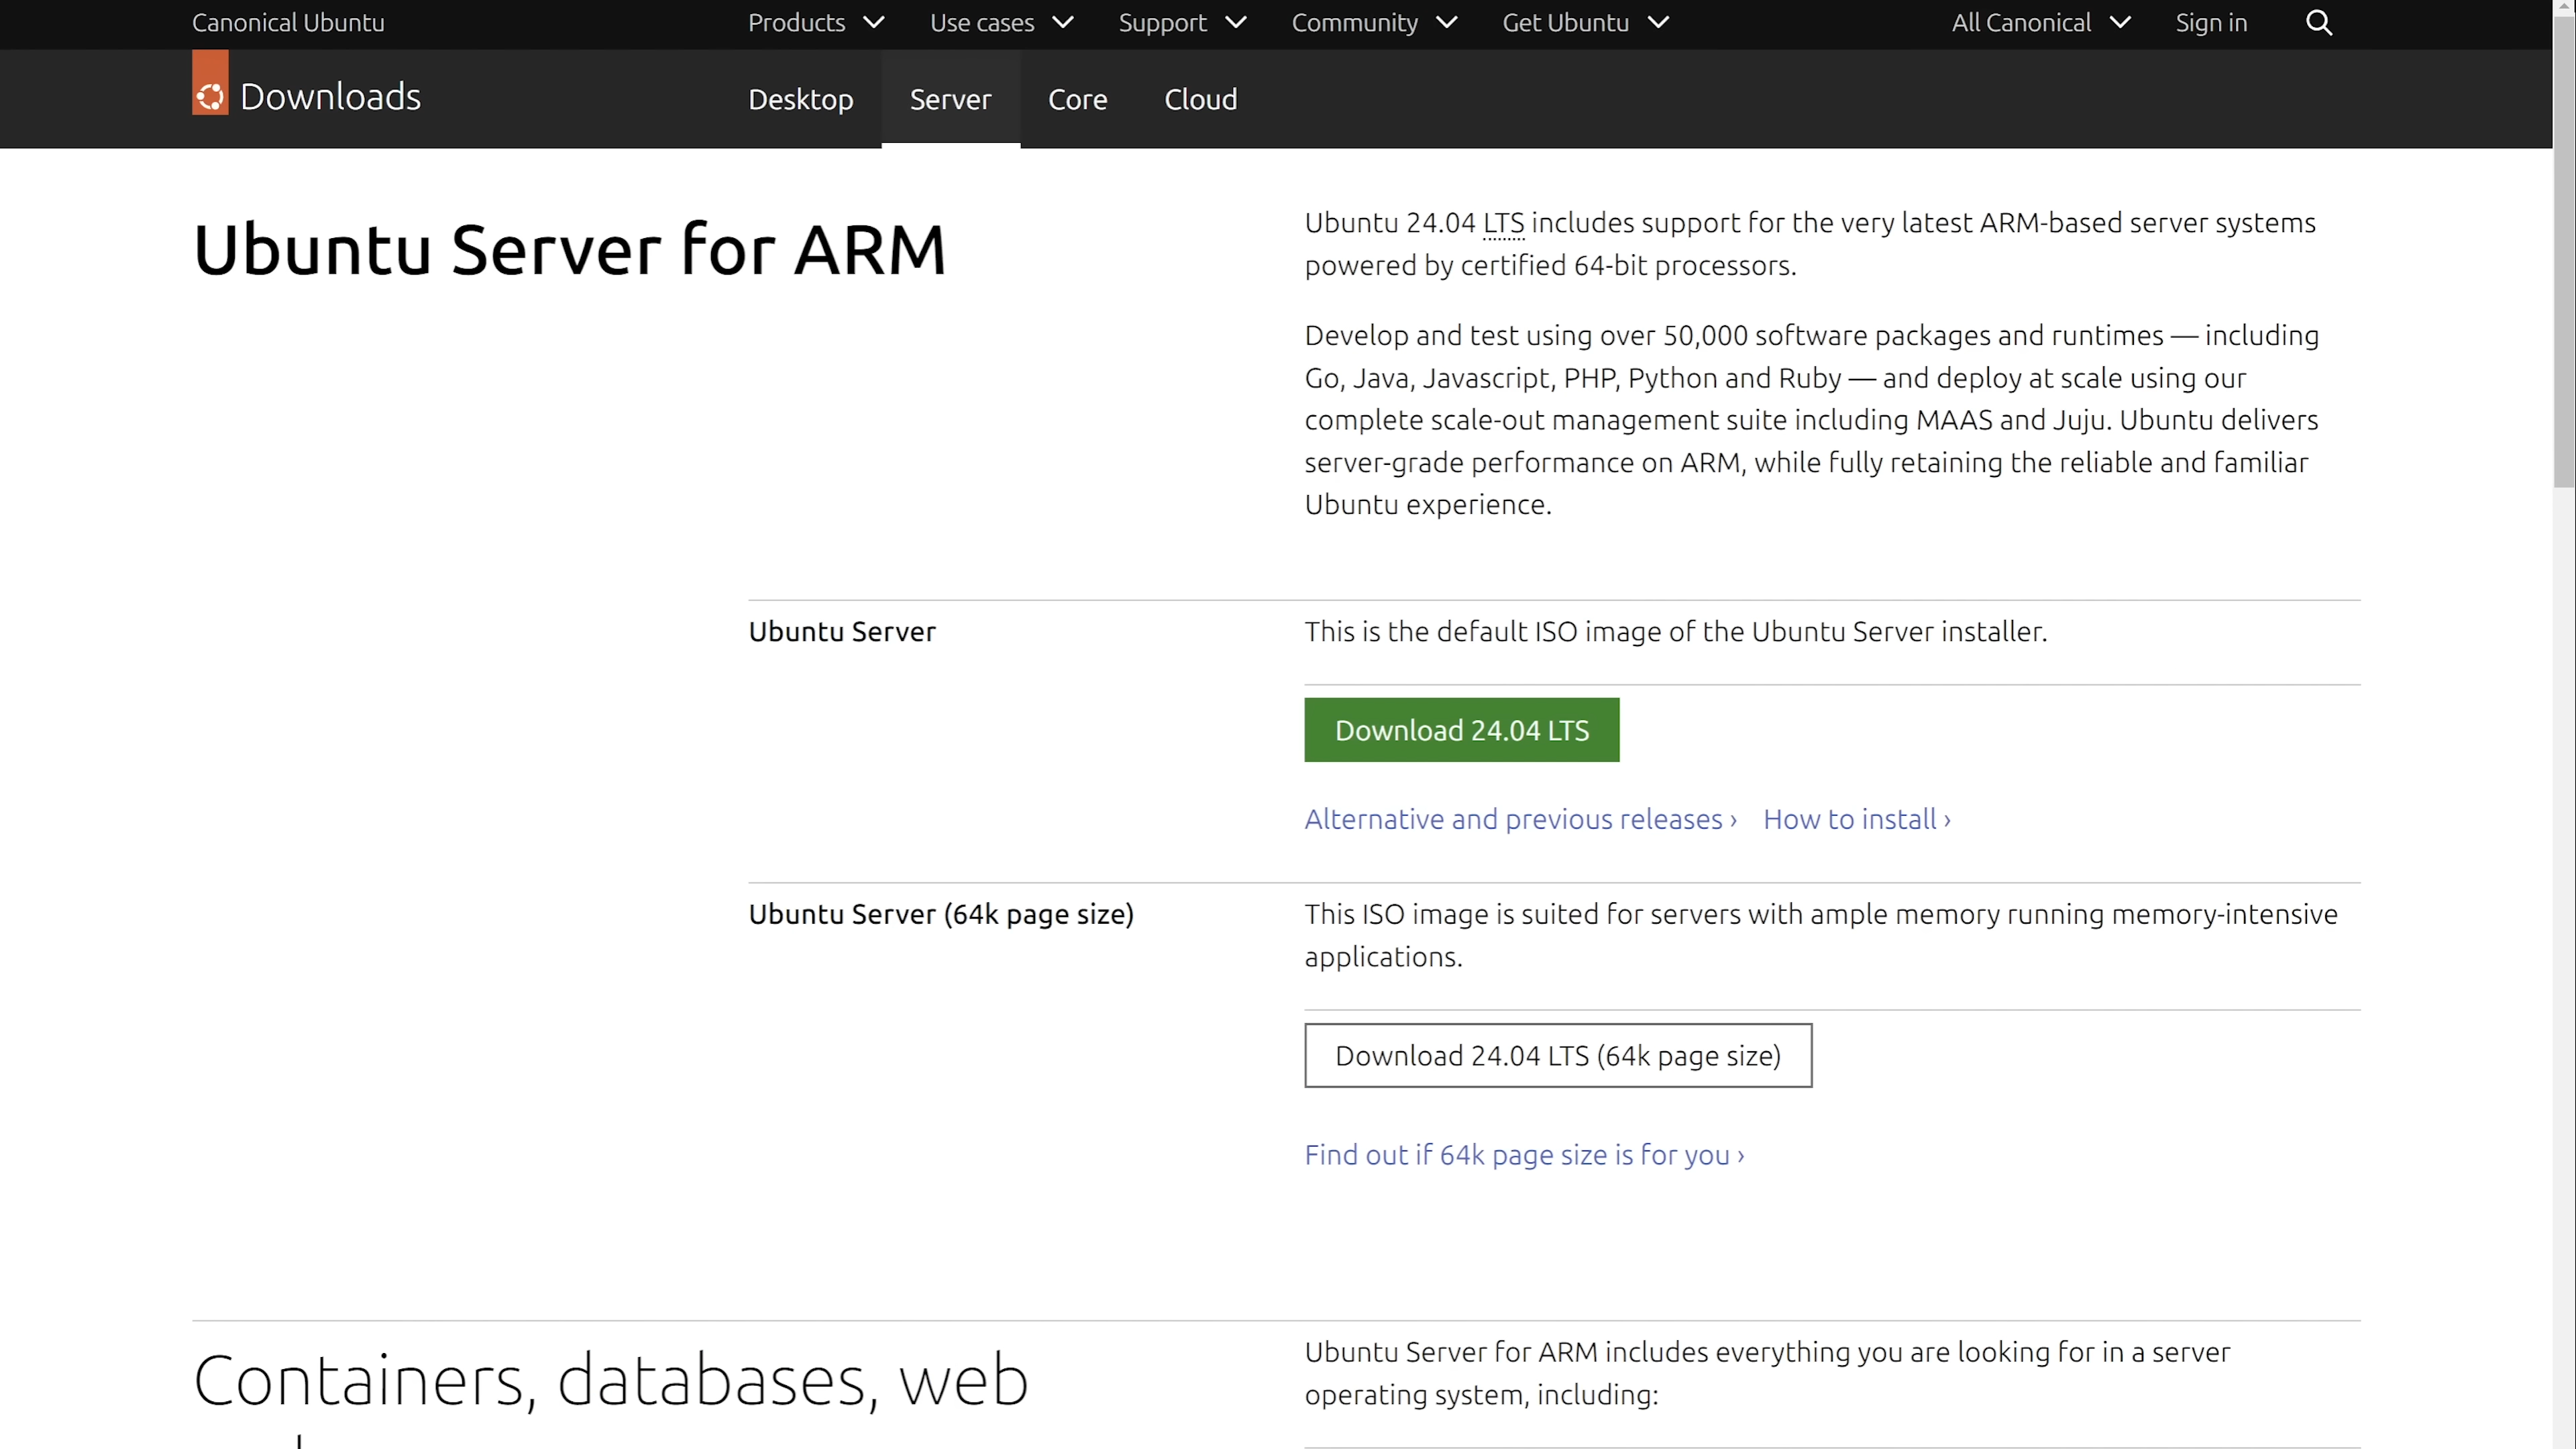 Canonical Ubuntu
Products
Use cases
Support
Community
Get Ubuntu
All Canonical
Sign in
Downloads
Desktop
Server
Core
Cloud
Ubuntu Server for ARM
Ubuntu 24.04 LTS includes support for the very latest ARM-based server systems
powered by certified 64-bit processors.
Develop and test using over 50,000 software packages and runtimes — including
Go, Java, Javascript, PHP, Python and Ruby — and deploy at scale using our
complete scale-out management suite including MAAS and Juju. Ubuntu delivers
server-grade performance on ARM, while fully retaining the reliable and familiar
Ubuntu experience.
Ubuntu Server
This is the default ISO image of the Ubuntu Server installer.
Download 24.04 LTS
Alternative and previous releases ›
How to install ›
Ubuntu Server (64k page size)
This ISO image is suited for servers with ample memory running memory-intensive
applications.
Download 24.04 LTS (64k page size)
Find out if 64k page size is for you ›
Containers, databases, web
Ubuntu Server for ARM includes everything you are looking for in a server
operating system, including: